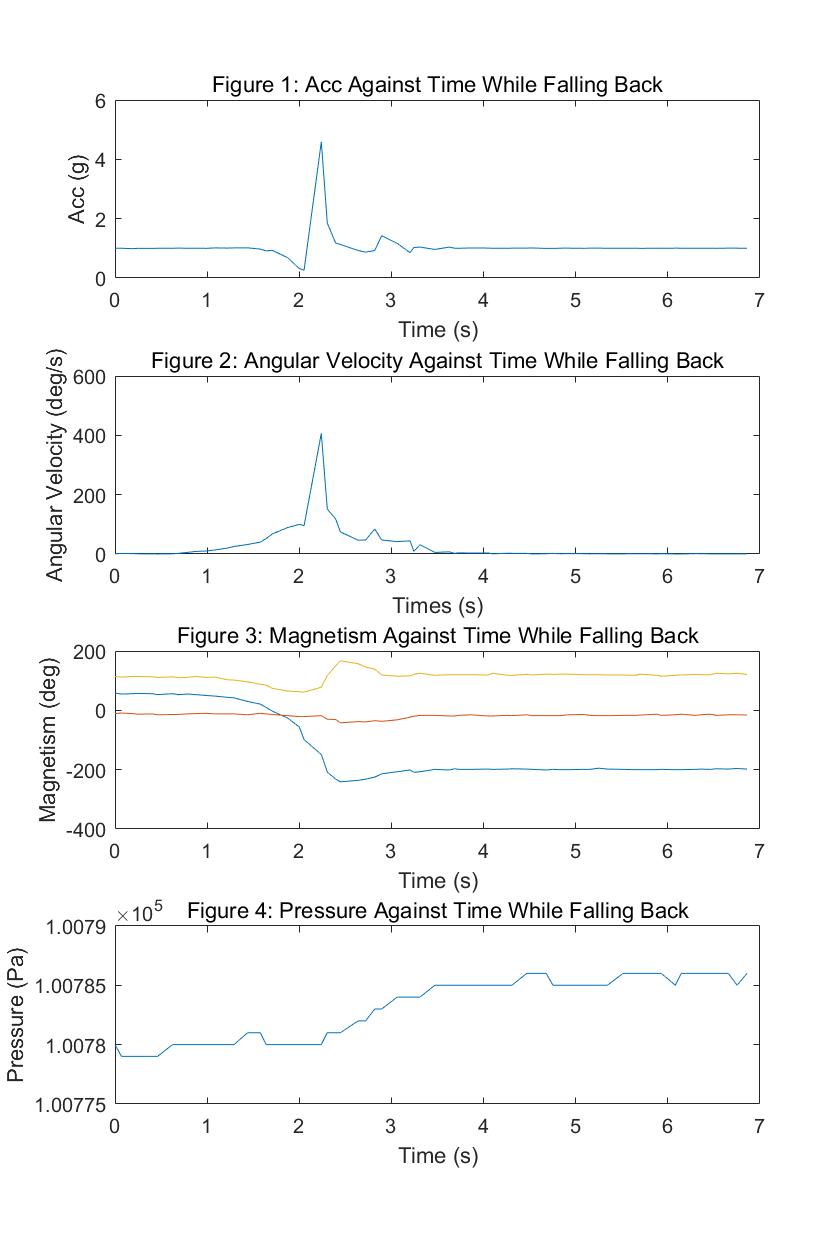 Figure 1: Acc Against Time While Falling Back
6
4
2
0
Acc (g)
0 1 2 3 4 5 6 7
Time (s)
Figure 2: Angular Velocity Against Time While Falling Back
600
400
200
0
Angular Velocity (deg/s)
0 1 2 3 4 5 6 7
Times (s)
Figure 3: Magnetism Against Time While Falling Back
200
0
-200
-400
Magnetism (deg)
0 1 2 3 4 5 6 7
Time (s)
×10⁵ Figure 4: Pressure Against Time While Falling Back
1.0079
1.00785
1.0078
1.00775
Pressure (Pa)
0 1 2 3 4 5 6 7
Time (s)